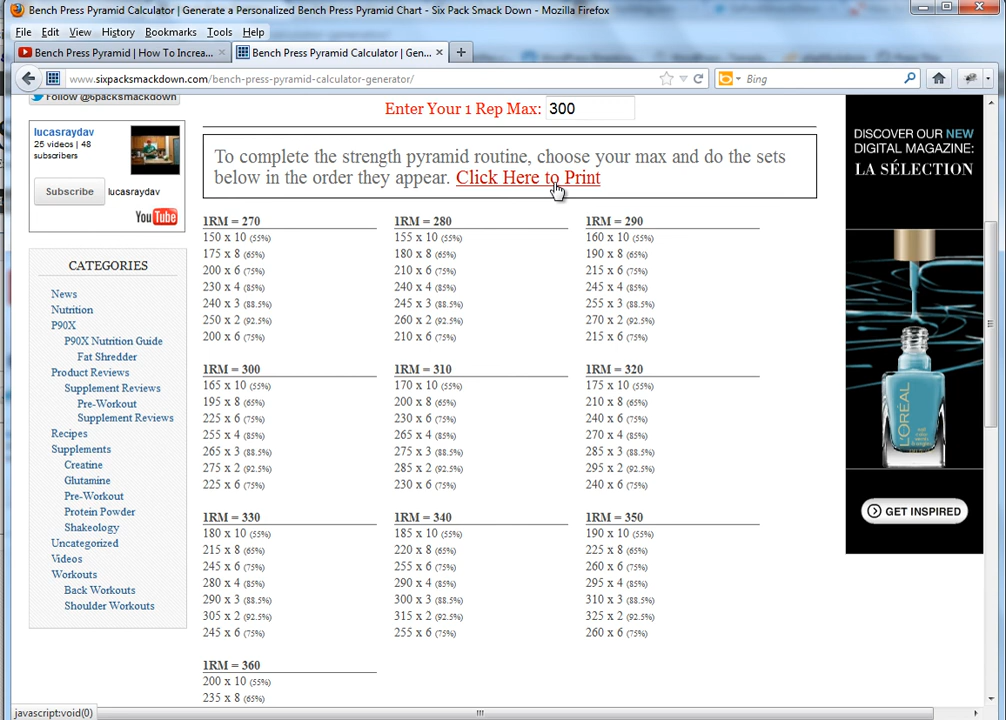 Bench Press Pyramid Calculator | Generate a Personalized Bench Press Pyramid Chart - Six Pack Smack Down - Mozilla Firefox
File Edit View History Bookmarks Tools Help
Bench Press Pyramid | How To Increa... ×
Bench Press Pyramid Calculator | Gen... × +
www.sixpacksmackdown.com/bench-press-pyramid-calculator-generator/
Bing
Follow @6packsmackdown
lucasraydav
25 videos | 48
subscribers
Subscribe lucasraydav
YouTube
CATEGORIES
News
Nutrition
P90X
P90X Nutrition Guide
Fat Shredder
Product Reviews
Supplement Reviews
Pre-Workout
Supplement Reviews
Recipes
Supplements
Creatine
Glutamine
Pre-Workout
Protein Powder
Shakeology
Uncategorized
Videos
Workouts
Back Workouts
Shoulder Workouts
Enter Your 1 Rep Max: 300
To complete the strength pyramid routine, choose your max and do the sets
below in the order they appear. Click Here to Print
1RM = 270
150 x 10 (55%)
175 x 8 (65%)
200 x 6 (75%)
230 x 4 (85%)
240 x 3 (88.5%)
250 x 2 (92.5%)
200 x 6 (75%)
1RM = 280
155 x 10 (55%)
180 x 8 (65%)
210 x 6 (75%)
240 x 4 (85%)
245 x 3 (88.5%)
260 x 2 (92.5%)
210 x 6 (75%)
1RM = 290
160 x 10 (55%)
190 x 8 (65%)
215 x 6 (75%)
245 x 4 (85%)
255 x 3 (88.5%)
270 x 2 (92.5%)
215 x 6 (75%)
1RM = 300
165 x 10 (55%)
195 x 8 (65%)
225 x 6 (75%)
255 x 4 (85%)
265 x 3 (88.5%)
275 x 2 (92.5%)
225 x 6 (75%)
1RM = 310
170 x 10 (55%)
200 x 8 (65%)
230 x 6 (75%)
265 x 4 (85%)
275 x 3 (88.5%)
285 x 2 (92.5%)
230 x 6 (75%)
1RM = 320
175 x 10 (55%)
210 x 8 (65%)
240 x 6 (75%)
270 x 4 (85%)
285 x 3 (88.5%)
295 x 2 (92.5%)
240 x 6 (75%)
1RM = 330
180 x 10 (55%)
215 x 8 (65%)
245 x 6 (75%)
280 x 4 (85%)
290 x 3 (88.5%)
305 x 2 (92.5%)
245 x 6 (75%)
1RM = 340
185 x 10 (55%)
220 x 8 (65%)
255 x 6 (75%)
290 x 4 (85%)
300 x 3 (88.5%)
315 x 2 (92.5%)
255 x 6 (75%)
1RM = 350
190 x 10 (55%)
225 x 8 (65%)
260 x 6 (75%)
295 x 4 (85%)
310 x 3 (88.5%)
325 x 2 (92.5%)
260 x 6 (75%)
1RM = 360
200 x 10 (55%)
235 x 8 (65%)
DISCOVER OUR NEW
DIGITAL MAGAZINE:
LA SÉLECTION
L'ORÉAL
GET INSPIRED
javascript:void(0)